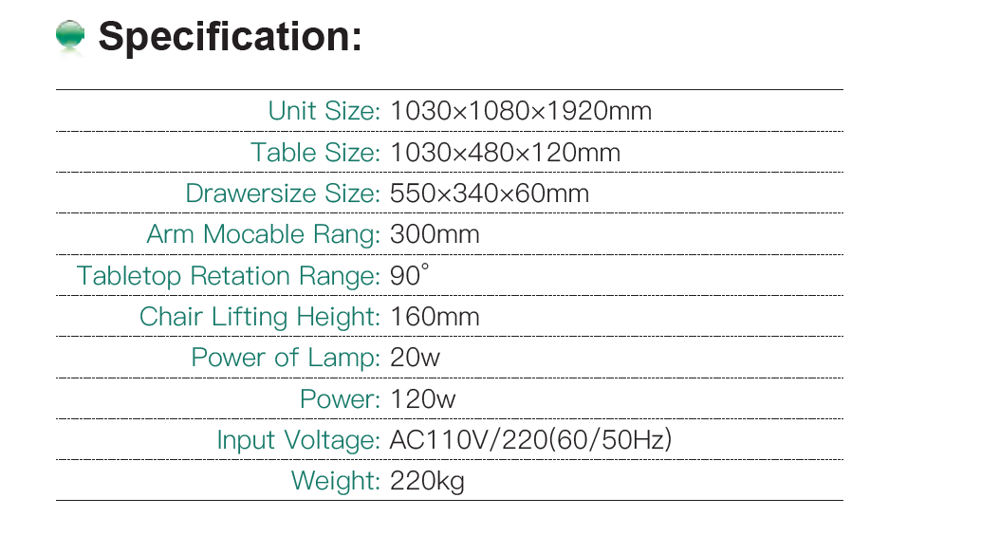 Specification:
Unit Size: 1030×1080×1920mm
Table Size: 1030×480×120mm
Drawersize Size: 550×340×60mm
Arm Mocable Rang: 300mm
Tabletop Retation Range: 90°
Chair Lifting Height: 160mm
Power of Lamp: 20w
Power: 120w
Input Voltage: AC110V/220(60/50Hz)
Weight: 220kg